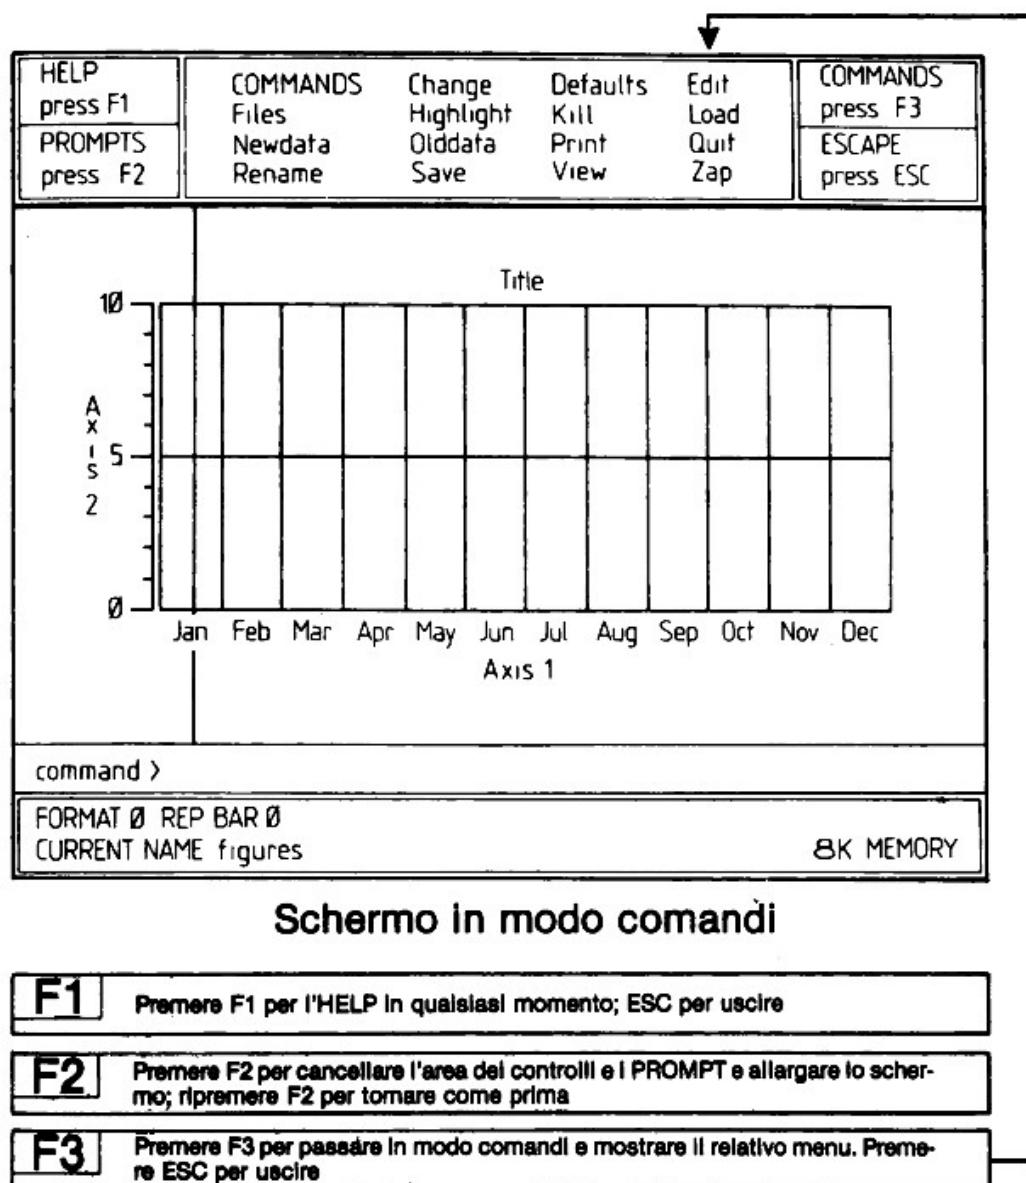 HELP
press F1
PROMPTS
press F2
COMMANDS Change Defaults Edit
Files Highlight Kill Load
Newdata Olddata Print Quit
Rename Save View Zap
COMMANDS
press F3
ESCAPE
press ESC
Title
10
5
0
Axis 2
Jan Feb Mar Apr May Jun Jul Aug Sep Oct Nov Dec
Axis 1
command >
FORMAT 0 REP BAR 0
CURRENT NAME figures 8K MEMORY
Schermo in modo comandi
F1 Premere F1 per l'HELP in qualsiasi momento; ESC per uscire
F2 Premere F2 per cancellare l'area dei controlli e i PROMPT e allargare lo scher-
mo; ripremere F2 per tornare come prima
F3 Premere F3 per passare in modo comandi e mostrare il relativo menu. Preme-
re ESC per uscire